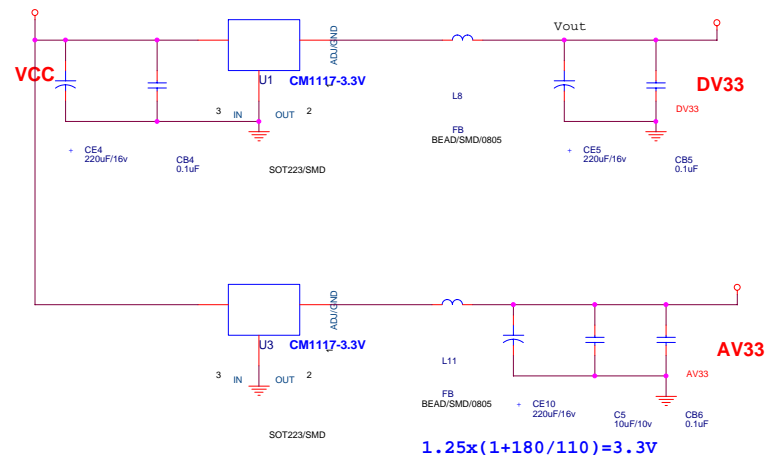 Vout
ADJ/GND
VCC
U1
CM1117-3.3V
1
DV33
L8
DV33
3
IN
OUT
2
FB
BEAD/SMD/0805
+
CE4
220uF/16v
CB4
0.1uF
SOT223/SMD
+
CE5
220uF/16v
CB5
0.1uF
ADJ/GND
U3
CM1117-3.3V
1
AV33
L11
3
IN
OUT
2
AV33
FB
BEAD/SMD/0805
+
CE10
220uF/16v
C5
10uF/10v
CB6
0.1uF
SOT223/SMD
1.25x(1+180/110)=3.3V